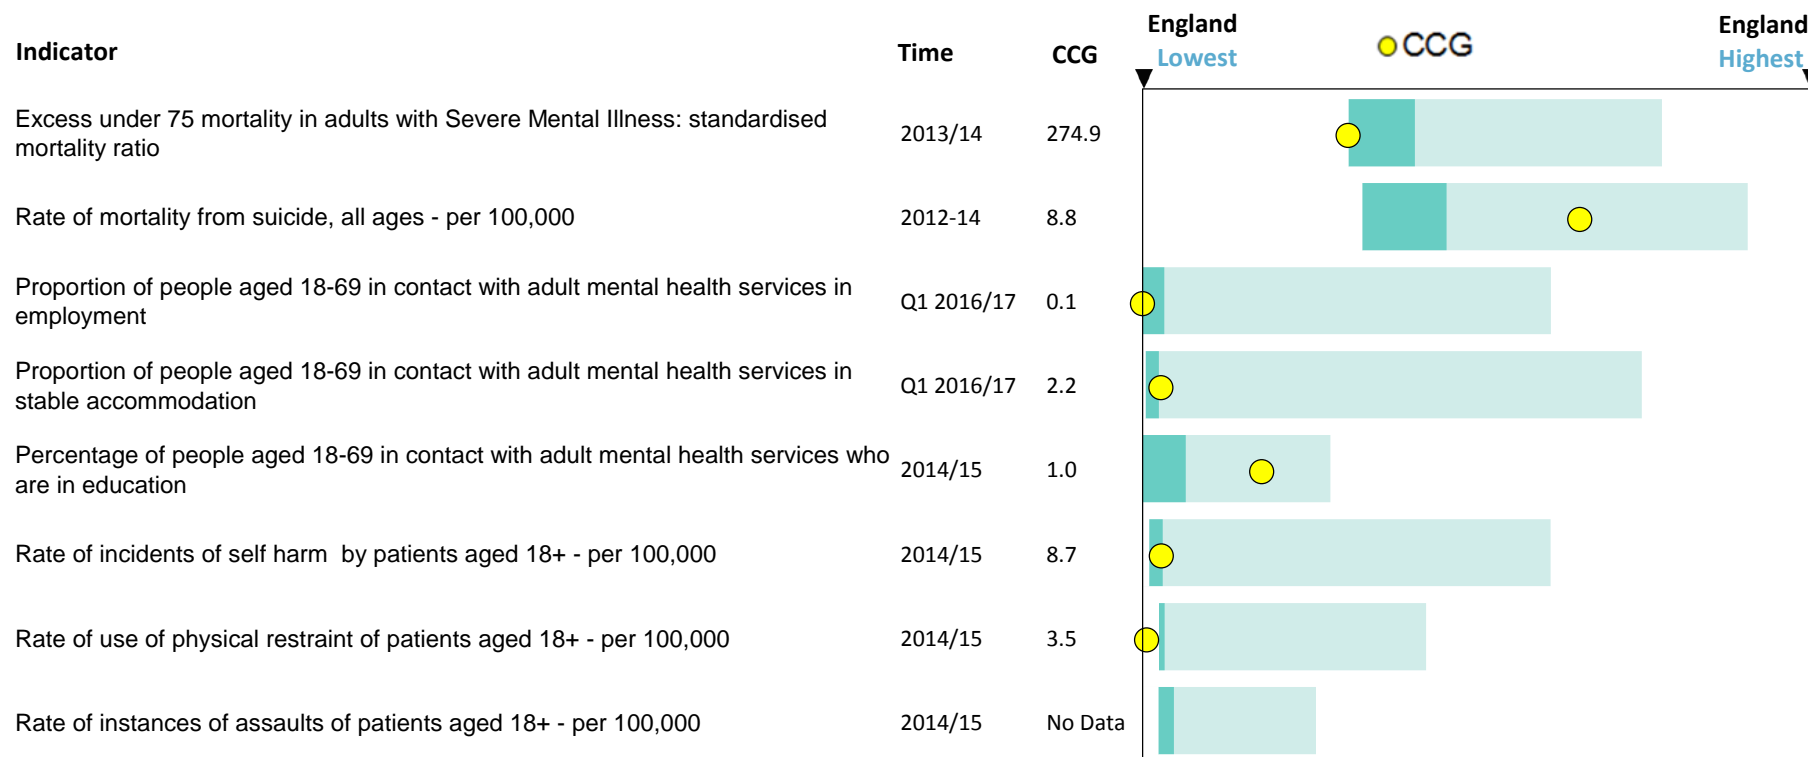 Indicator Time CCG England Lowest CCG England Highest
Excess under 75 mortality in adults with Severe Mental Illness: standardised
mortality ratio
2013/14 274.9
Rate of mortality from suicide, all ages - per 100,000 2012-14 8.8
Proportion of people aged 18-69 in contact with adult mental health services in
employment
Q1 2016/17 0.1
Proportion of people aged 18-69 in contact with adult mental health services in
stable accommodation
Q1 2016/17 2.2
Percentage of people aged 18-69 in contact with adult mental health services who
are in education
2014/15 1.0
Rate of incidents of self harm  by patients aged 18+ - per 100,000 2014/15 8.7
Rate of use of physical restraint of patients aged 18+ - per 100,000 2014/15 3.5
Rate of instances of assaults of patients aged 18+ - per 100,000 2014/15 No Data